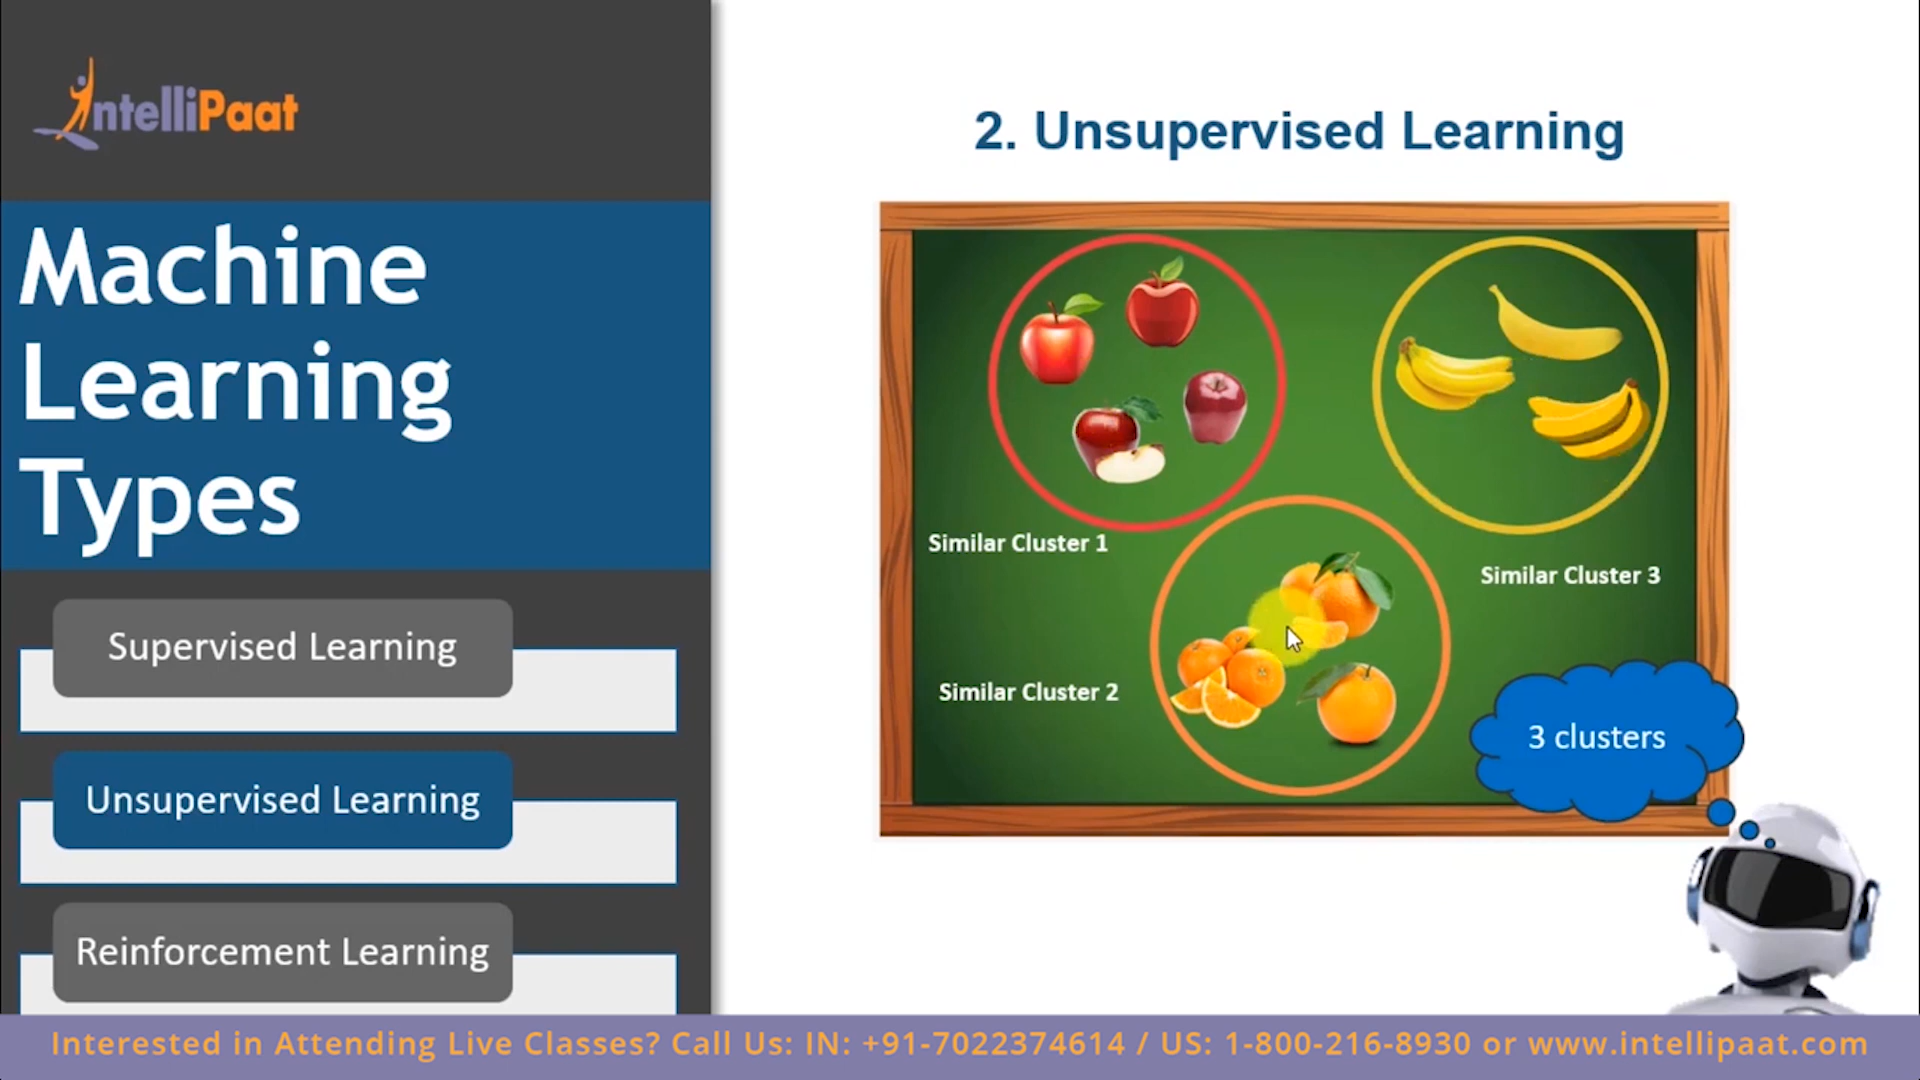 IntelliPaat
Machine
Learning
Types
Supervised Learning
Unsupervised Learning
Reinforcement Learning
2. Unsupervised Learning
Similar Cluster 1
Similar Cluster 3
Similar Cluster 2
3 clusters
Interested in Attending Live Classes? Call Us: IN: +91-7022374614 / US: 1-800-216-8930 or www.intellipaat.com